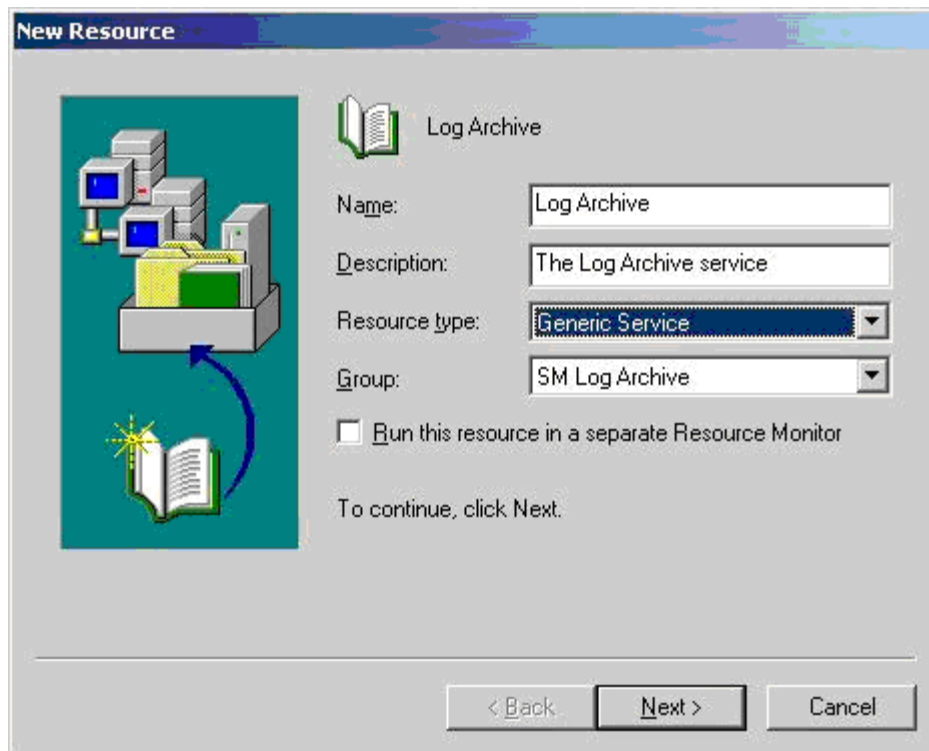 New Resource
Log Archive
Name: Log Archive
Description: The Log Archive service
Resource type: Generic Service
Group: SM Log Archive
Run this resource in a separate Resource Monitor
To continue, click Next.
< Back Next > Cancel